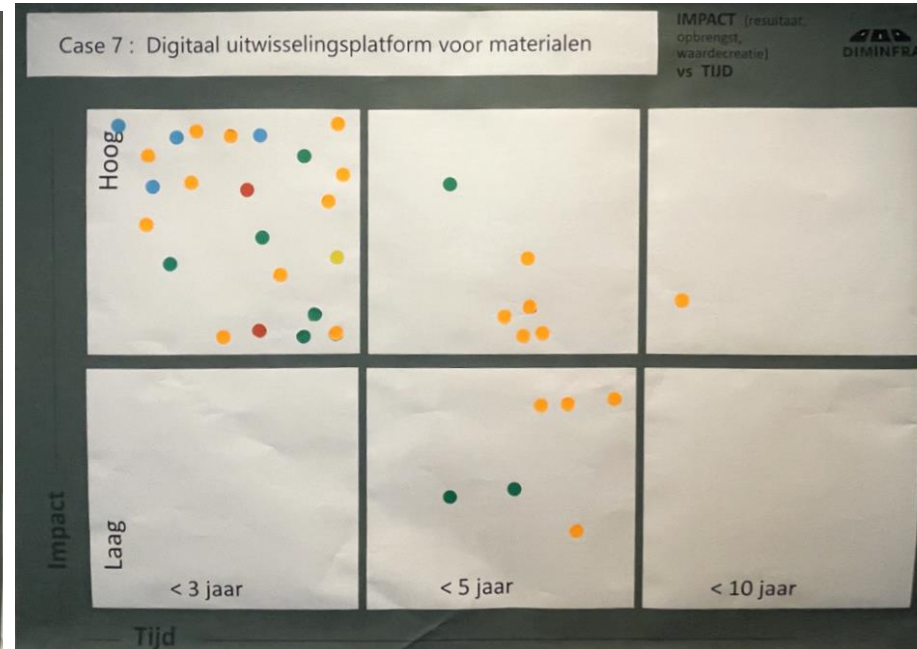 Case 7 : Digitaal uitwisselingsplatform voor materialen
IMPACT (resultaat,
opbrengst,
waardecreatie)
vs TIJD
DIMINFRA
Hoog
Impact
Laag
< 3 jaar
< 5 jaar
< 10 jaar
Tijd